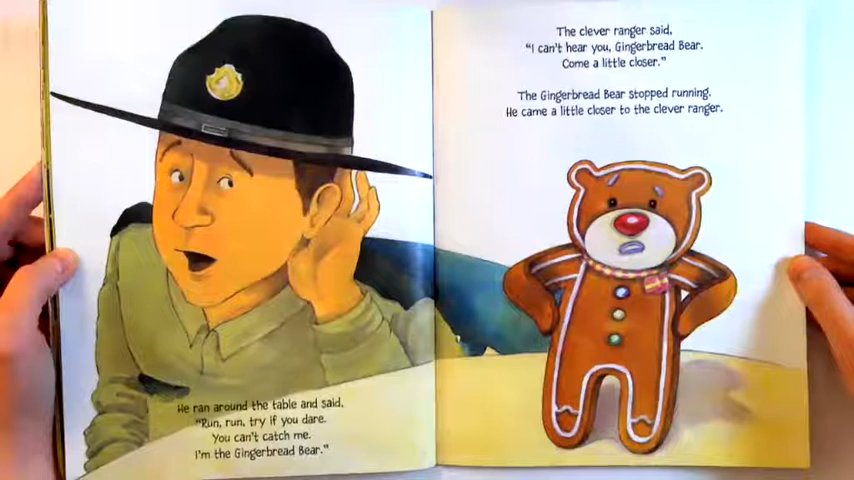 He ran around the table and said,
"Run, run, try if you dare.
You can't catch me.
I'm the Gingerbread Bear."
The clever ranger said,
"I can't hear you, Gingerbread Bear.
Come a little closer."
The Gingerbread Bear stopped running.
He came a little closer to the clever ranger.